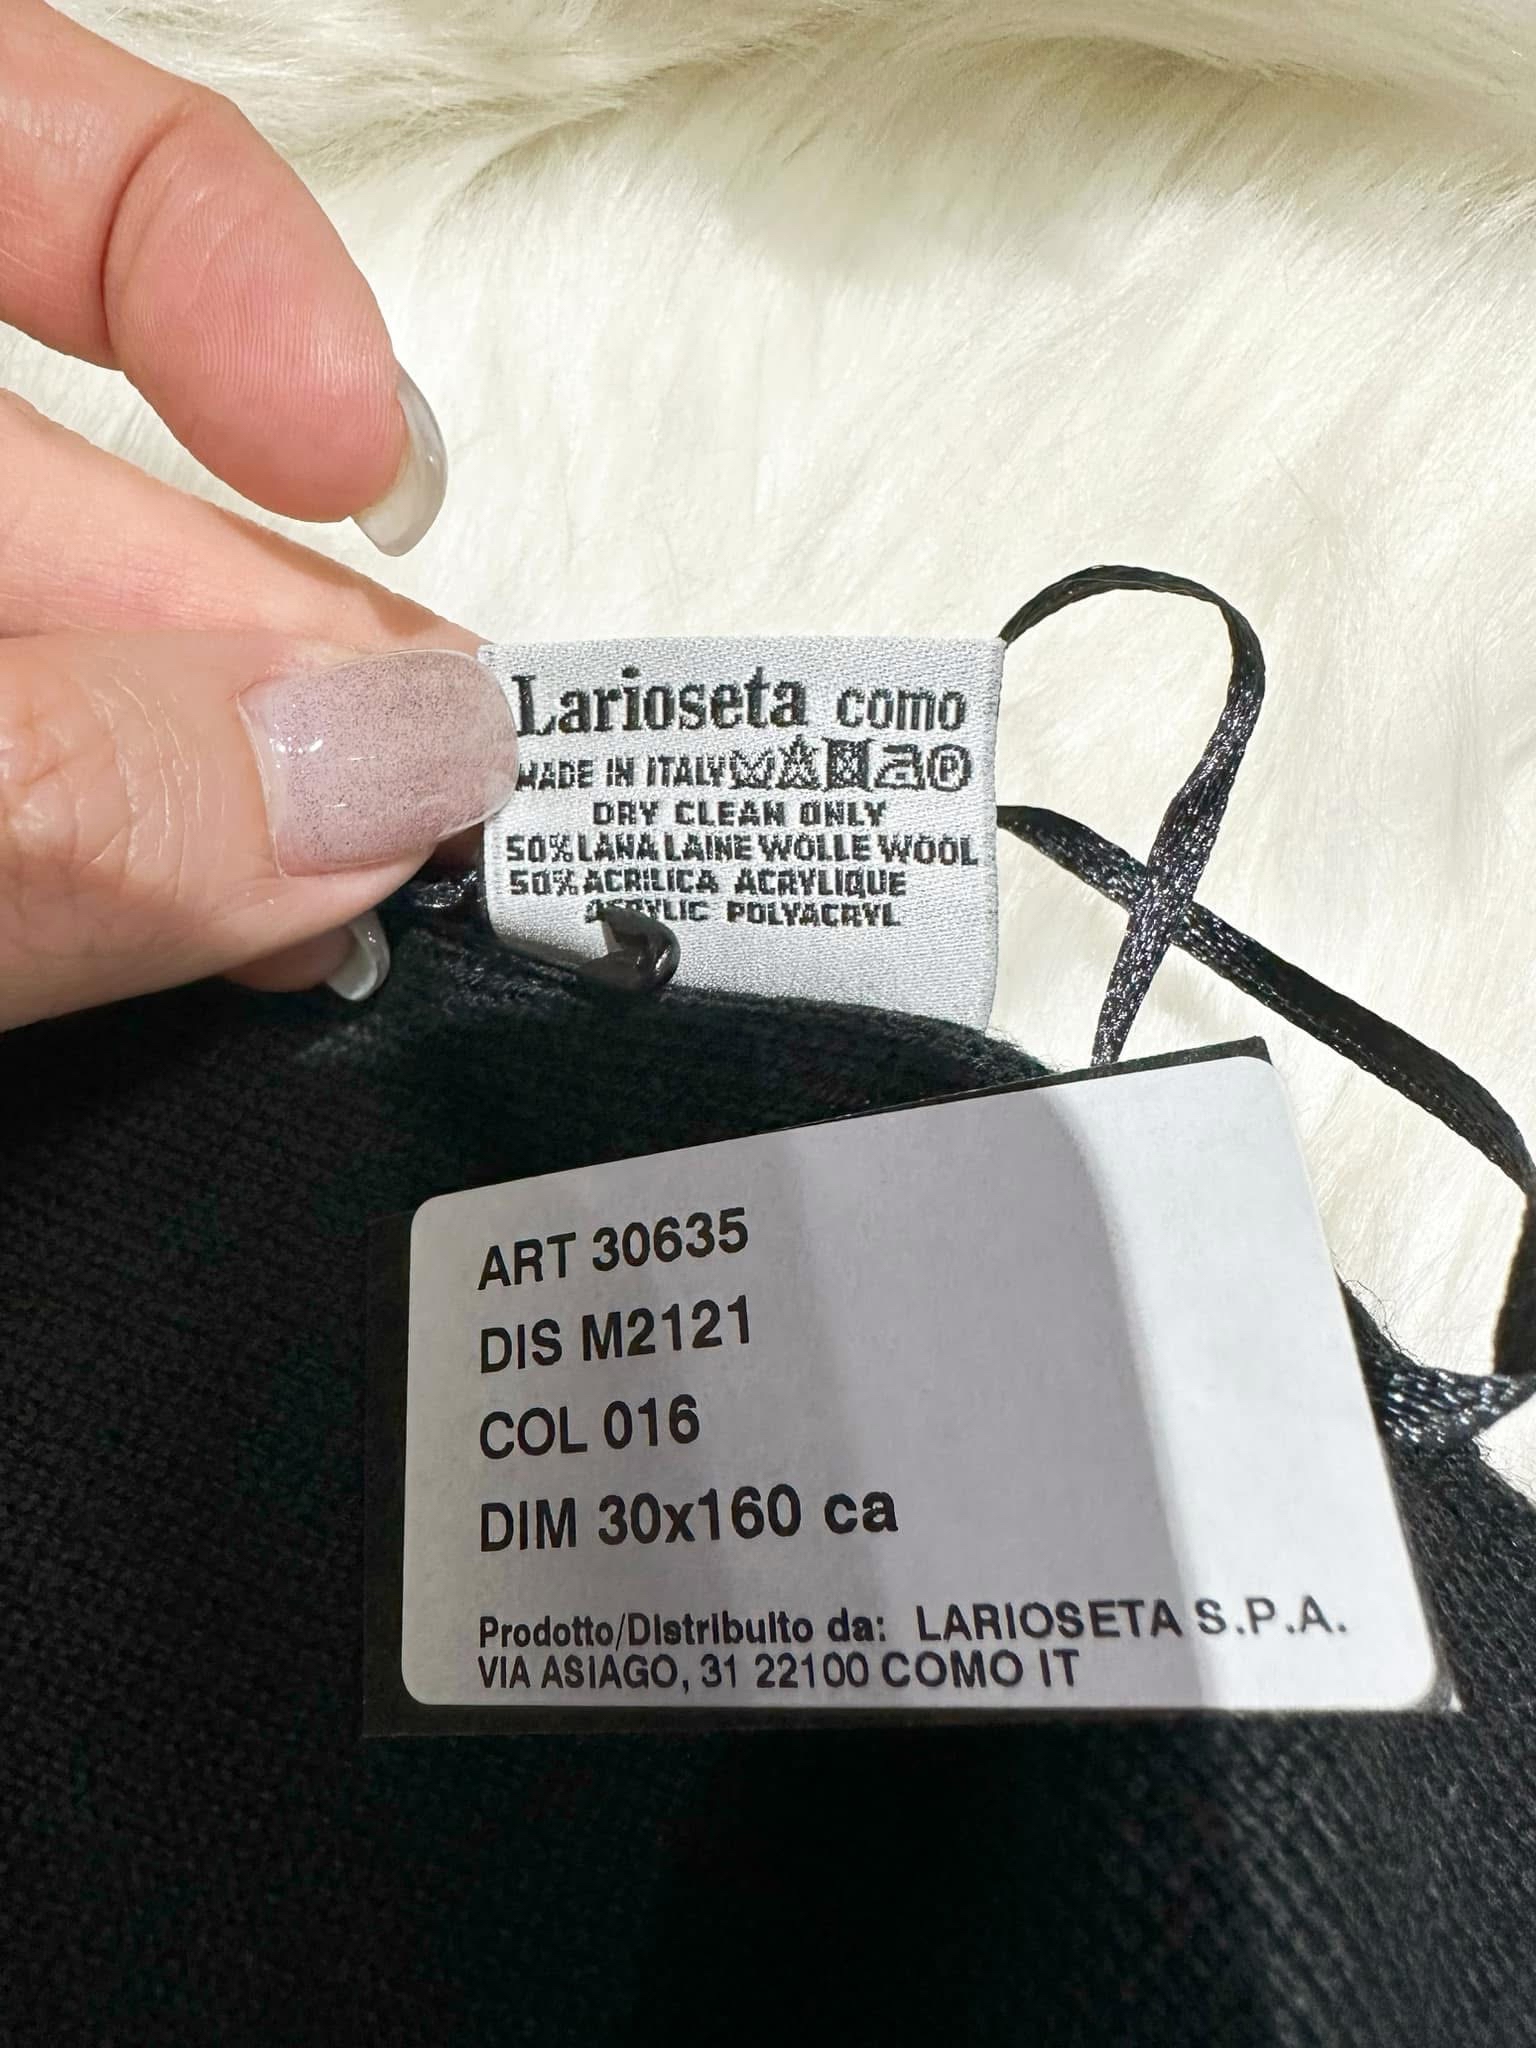 Larioseta como
MADE IN ITALY P
DRY CLEAN ONLY
50% LANA LAINE WOLLE WOOL
50% ACRILICA ACRYLIQUE
ACRYLIC POLYACRYL
ART 30635
DIS M2121
COL 016
DIM 30x160 ca
Prodotto/Distribuito da: LARIOSETA S.P.A.
VIA ASIAGO, 31 22100 COMO IT